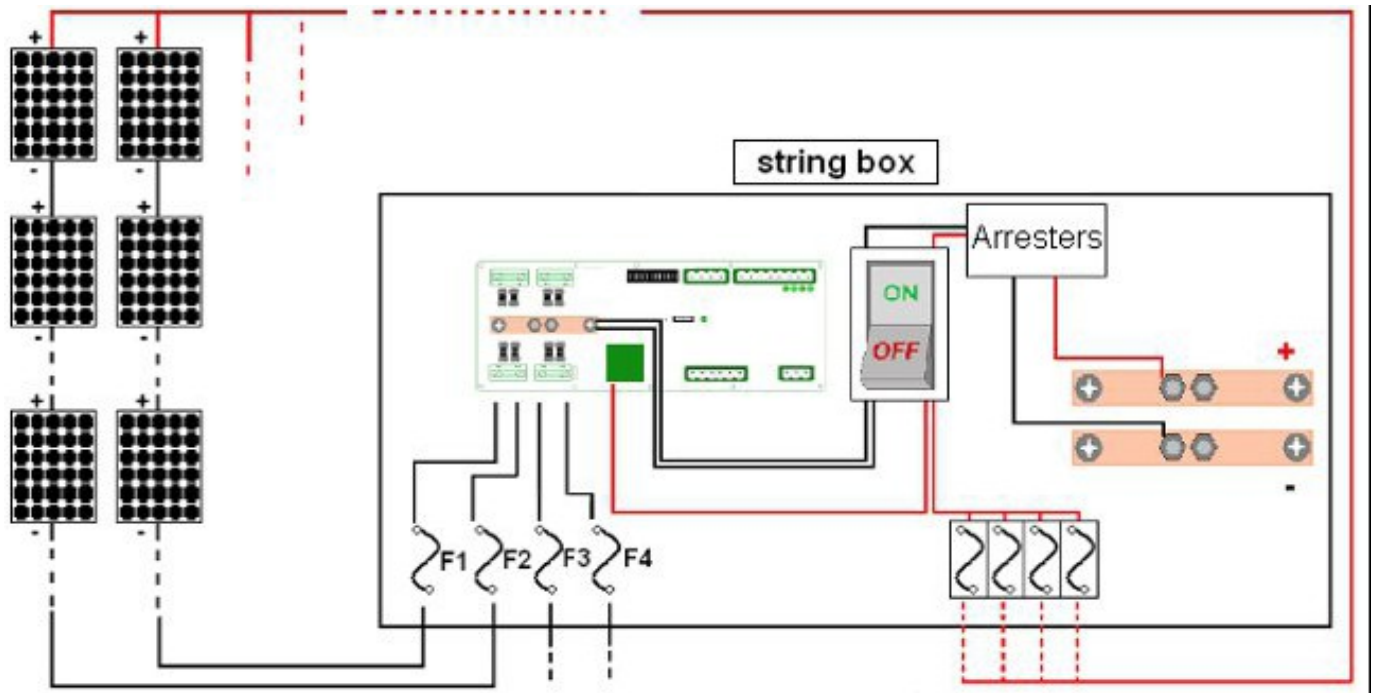 + +
- -
string box
+ +
Arresters
ON
OFF
- -
+
+ +
-
- -
F1 F2 F3 F4